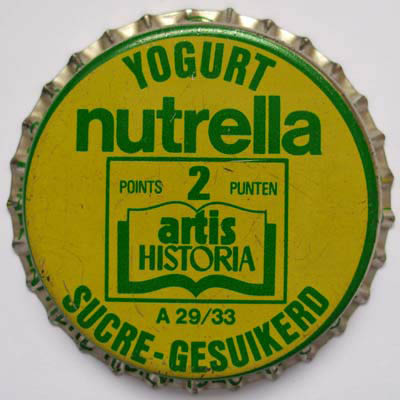 YOGURT
nutrella
POINTS 2 PUNTEN
artis
HISTORIA
A 29/33
SUCRE-GESUIKERD